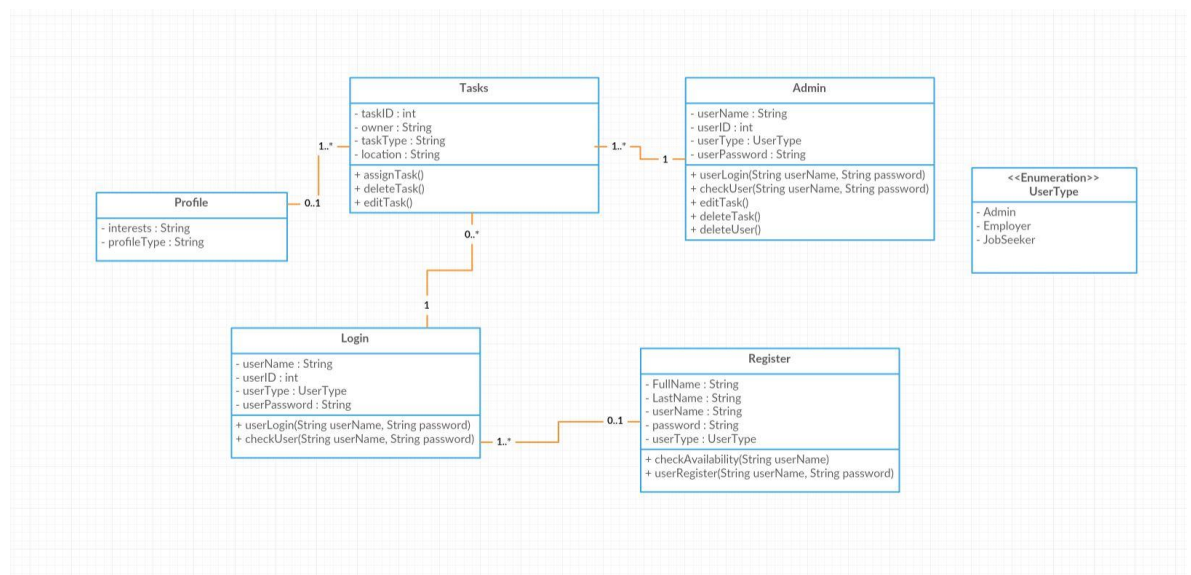 Tasks
- taskID : int
- owner : String
- taskType : String
- location : String
+ assignTask()
+ deleteTask()
+ editTask()
Admin
- userName : String
- userID : int
- userType : UserType
- userPassword : String
+ userLogin(String userName, String password)
+ checkUser(String userName, String password)
+ editTask()
+ deleteTask()
+ deleteUser()
1..*
1..*
1
<<Enumeration>>
UserType
- Admin
- Employer
- JobSeeker
Profile
- interests : String
- profileType : String
0..1
0..*
1
Login
- userName : String
- userID : int
- userType : UserType
- userPassword : String
+ userLogin(String userName, String password)
+ checkUser(String userName, String password)
1..*
0..1
Register
- FullName : String
- LastName : String
- userName : String
- password : String
- userType : UserType
+ checkAvailability(String userName)
+ userRegister(String userName, String password)